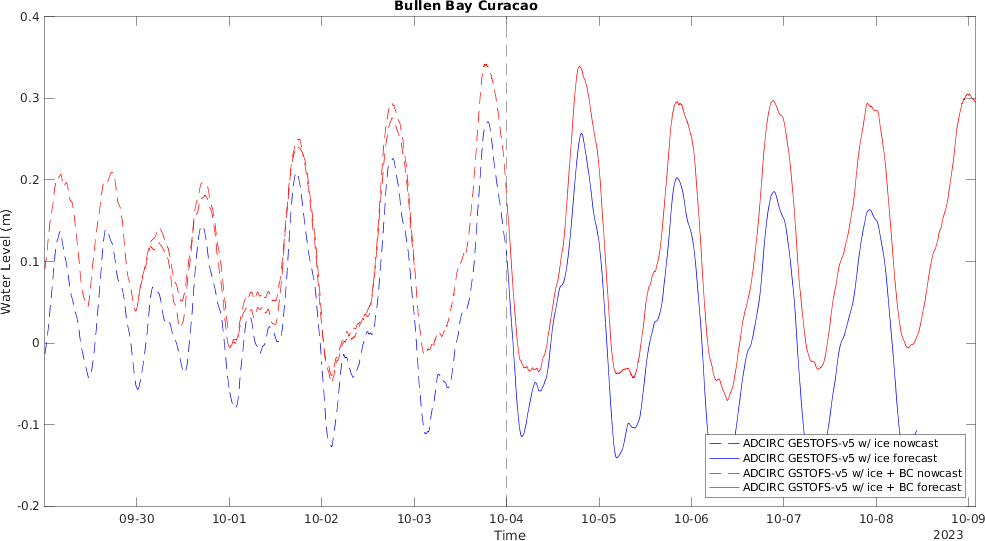 Bullen Bay Curacao
Water Level (m)
0.4
0.3
0.2
0.1
0
-0.1
-0.2
ADCIRC GESTOFS-v5 w/ ice nowcast
ADCIRC GESTOFS-v5 w/ ice forecast
ADCIRC GSTOFS-v5 w/ ice + BC nowcast
ADCIRC GSTOFS-v5 w/ ice + BC forecast
09-30 10-01 10-02 10-03 10-04 10-05 10-06 10-07 10-08 10-09
Time
2023